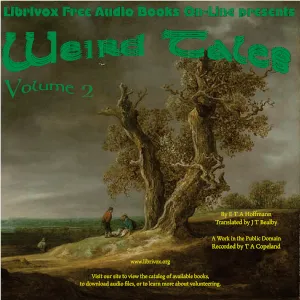 Librivox Free Audio Books On-Line presents
Weird Tales
Volume 2
By E T A Hoffmann
Translated by J T Bealby
A Work in the Public Domain
Recorded by T A Copeland
www.librivox.org
Visit our site to view the catalog of available books,
to download audio files, or to learn more about volunteering.